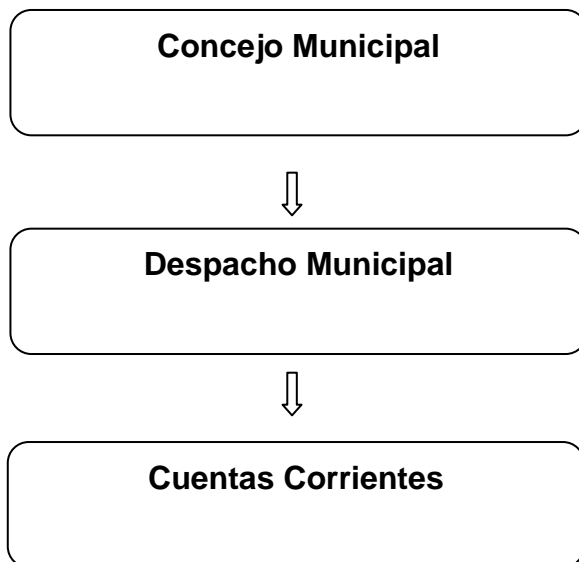 Concejo Municipal
Despacho Municipal
Cuentas Corrientes